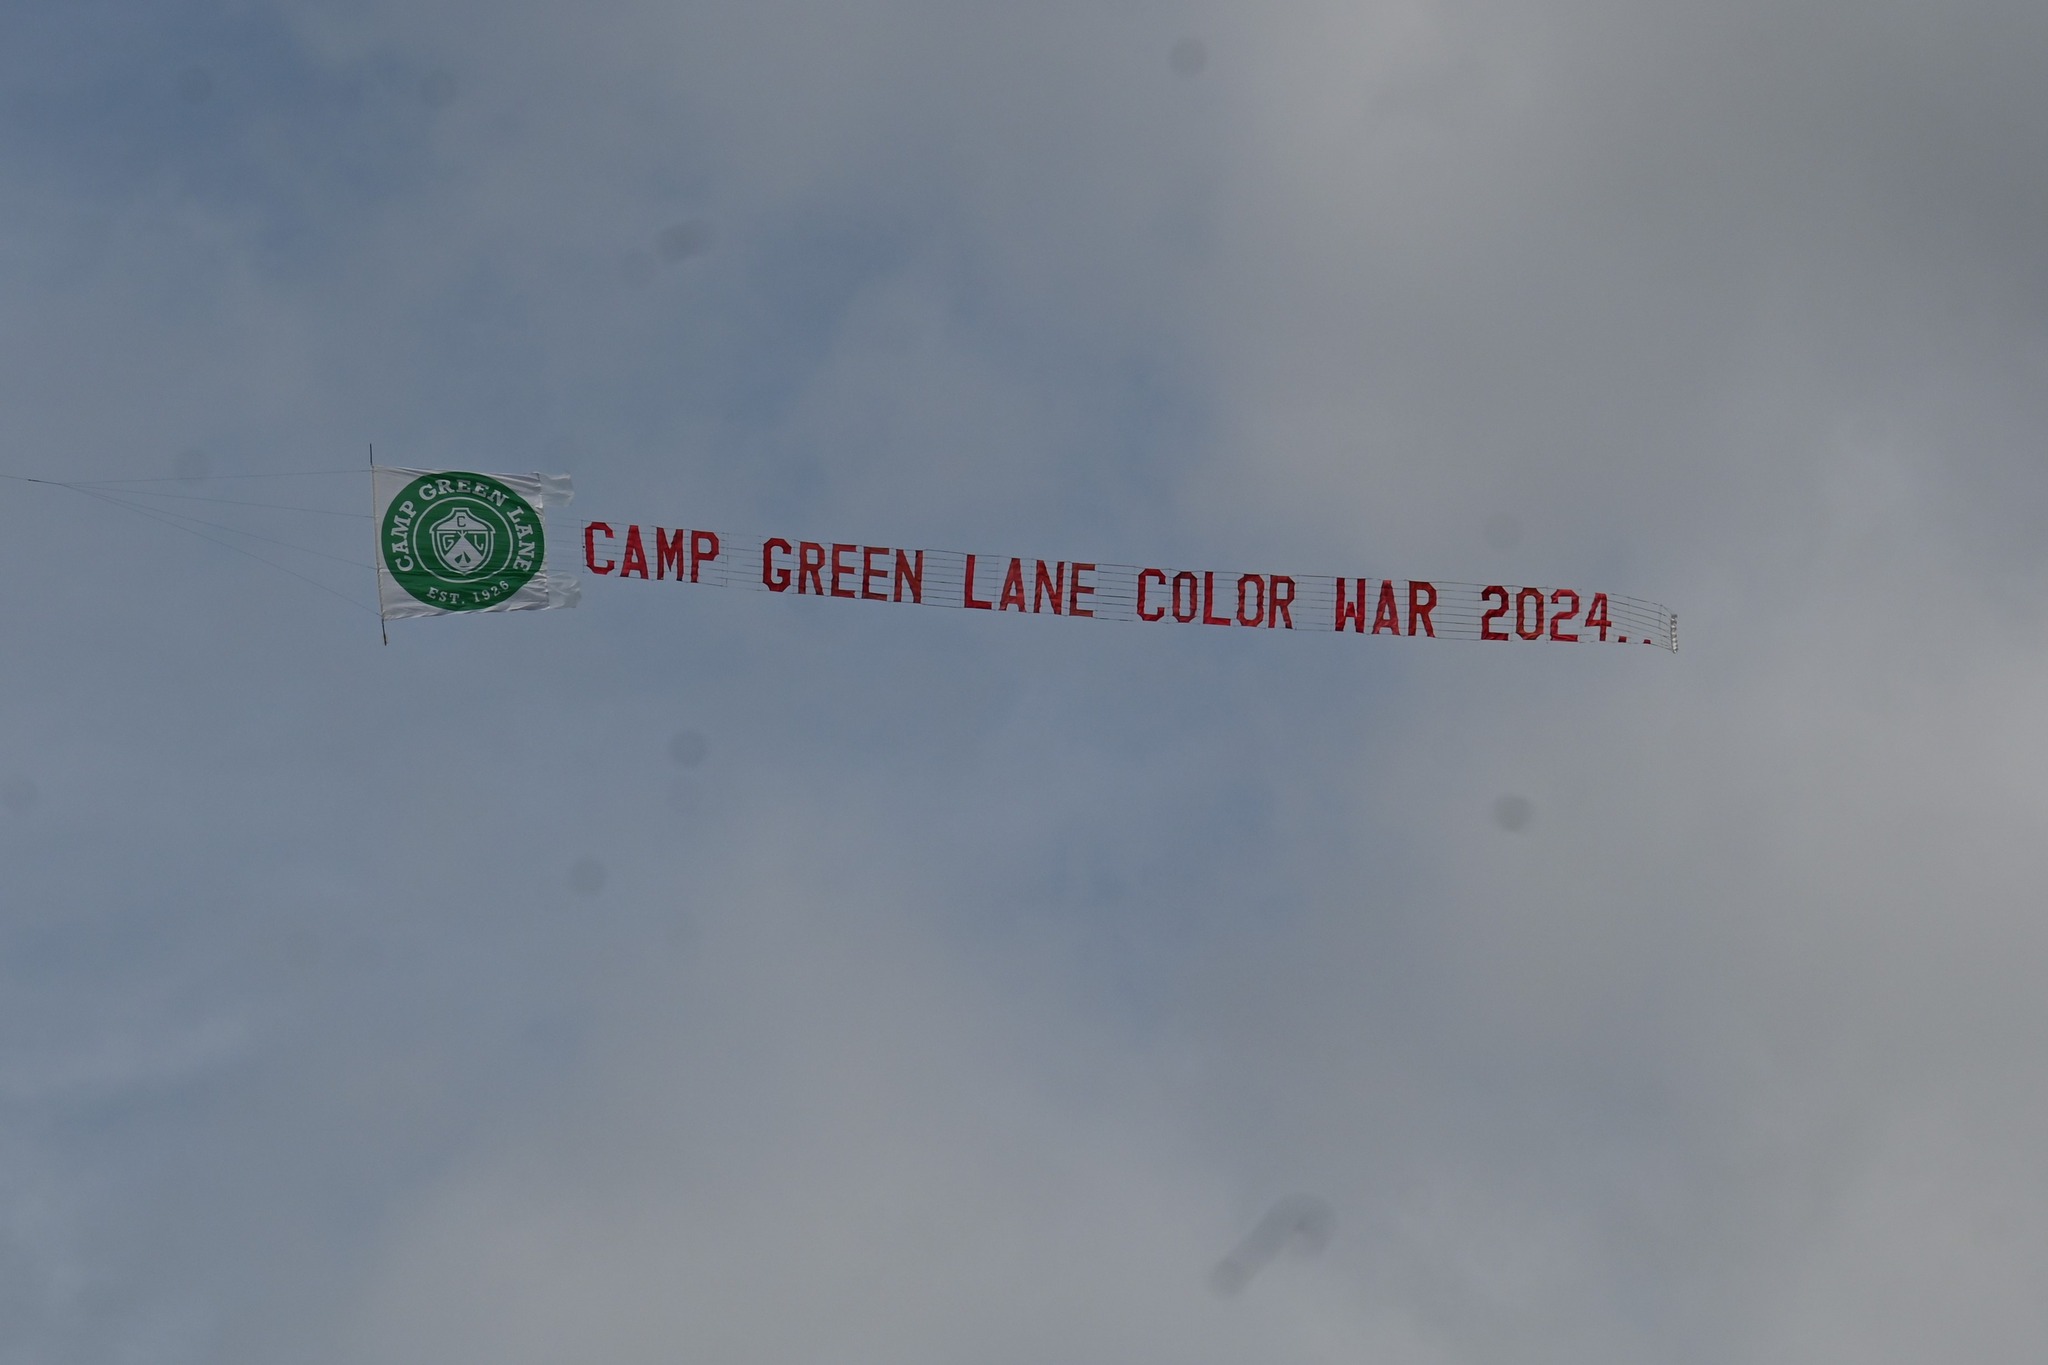 CAMP GREEN LANE
C
G L
EST. 1926
CAMP GREEN LANE COLOR WAR 2024..